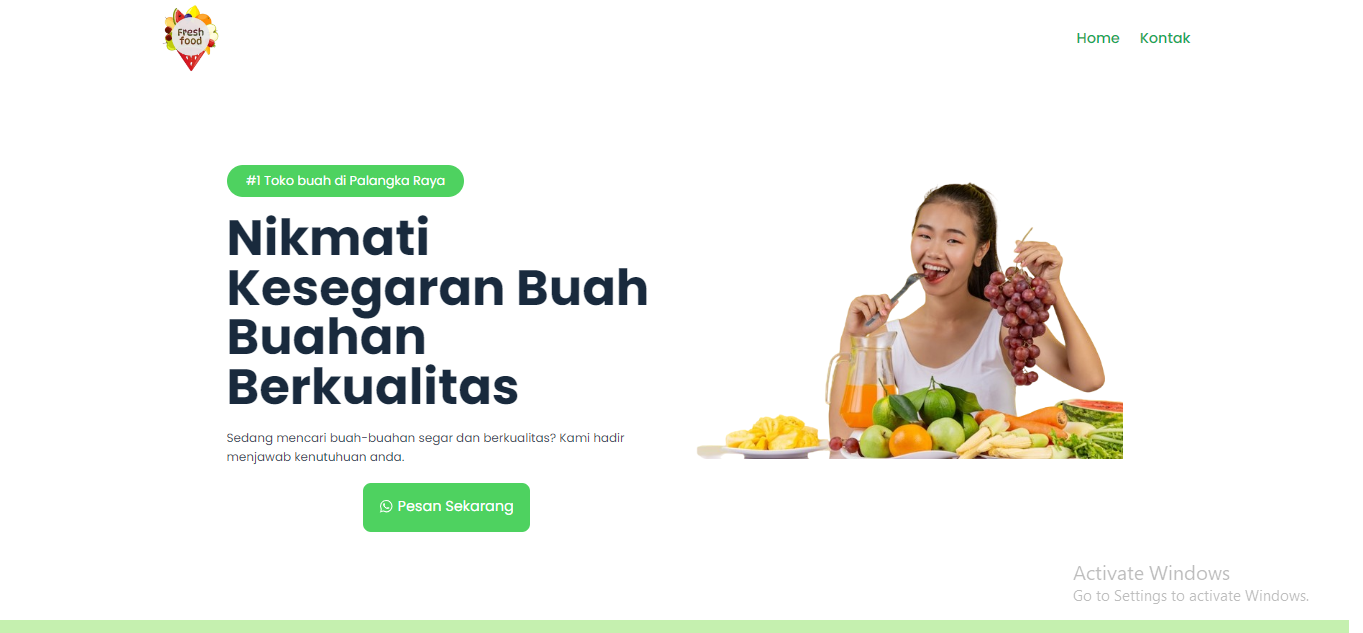 Fresh
food
Home Kontak
#1 Toko buah di Palangka Raya
Nikmati
Kesegaran Buah
Buahan
Berkualitas
Sedang mencari buah-buahan segar dan berkualitas? Kami hadir
menjawab kenutuhuan anda.
Pesan Sekarang
Activate Windows
Go to Settings to activate Windows.